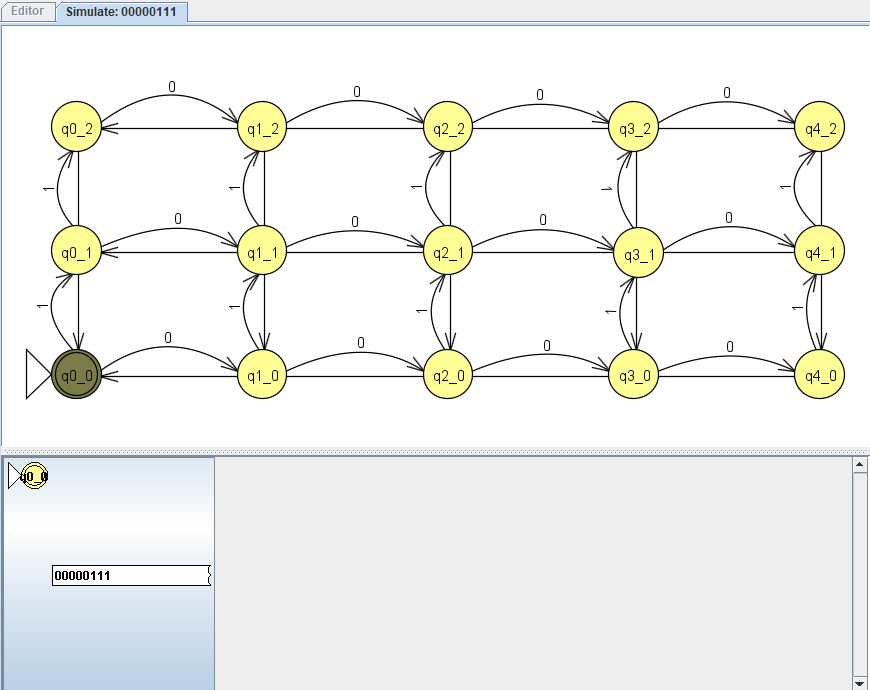 Editor Simulate: 00000111
0 0 0 0
q0_2 q1_2 q2_2 q3_2 q4_2
1 1 1 1 1
0 0 0 0
q0_1 q1_1 q2_1 q3_1 q4_1
1 1 1 1 1
0 0 0 0
q0_0 q1_0 q2_0 q3_0 q4_0
q0_0
00000111